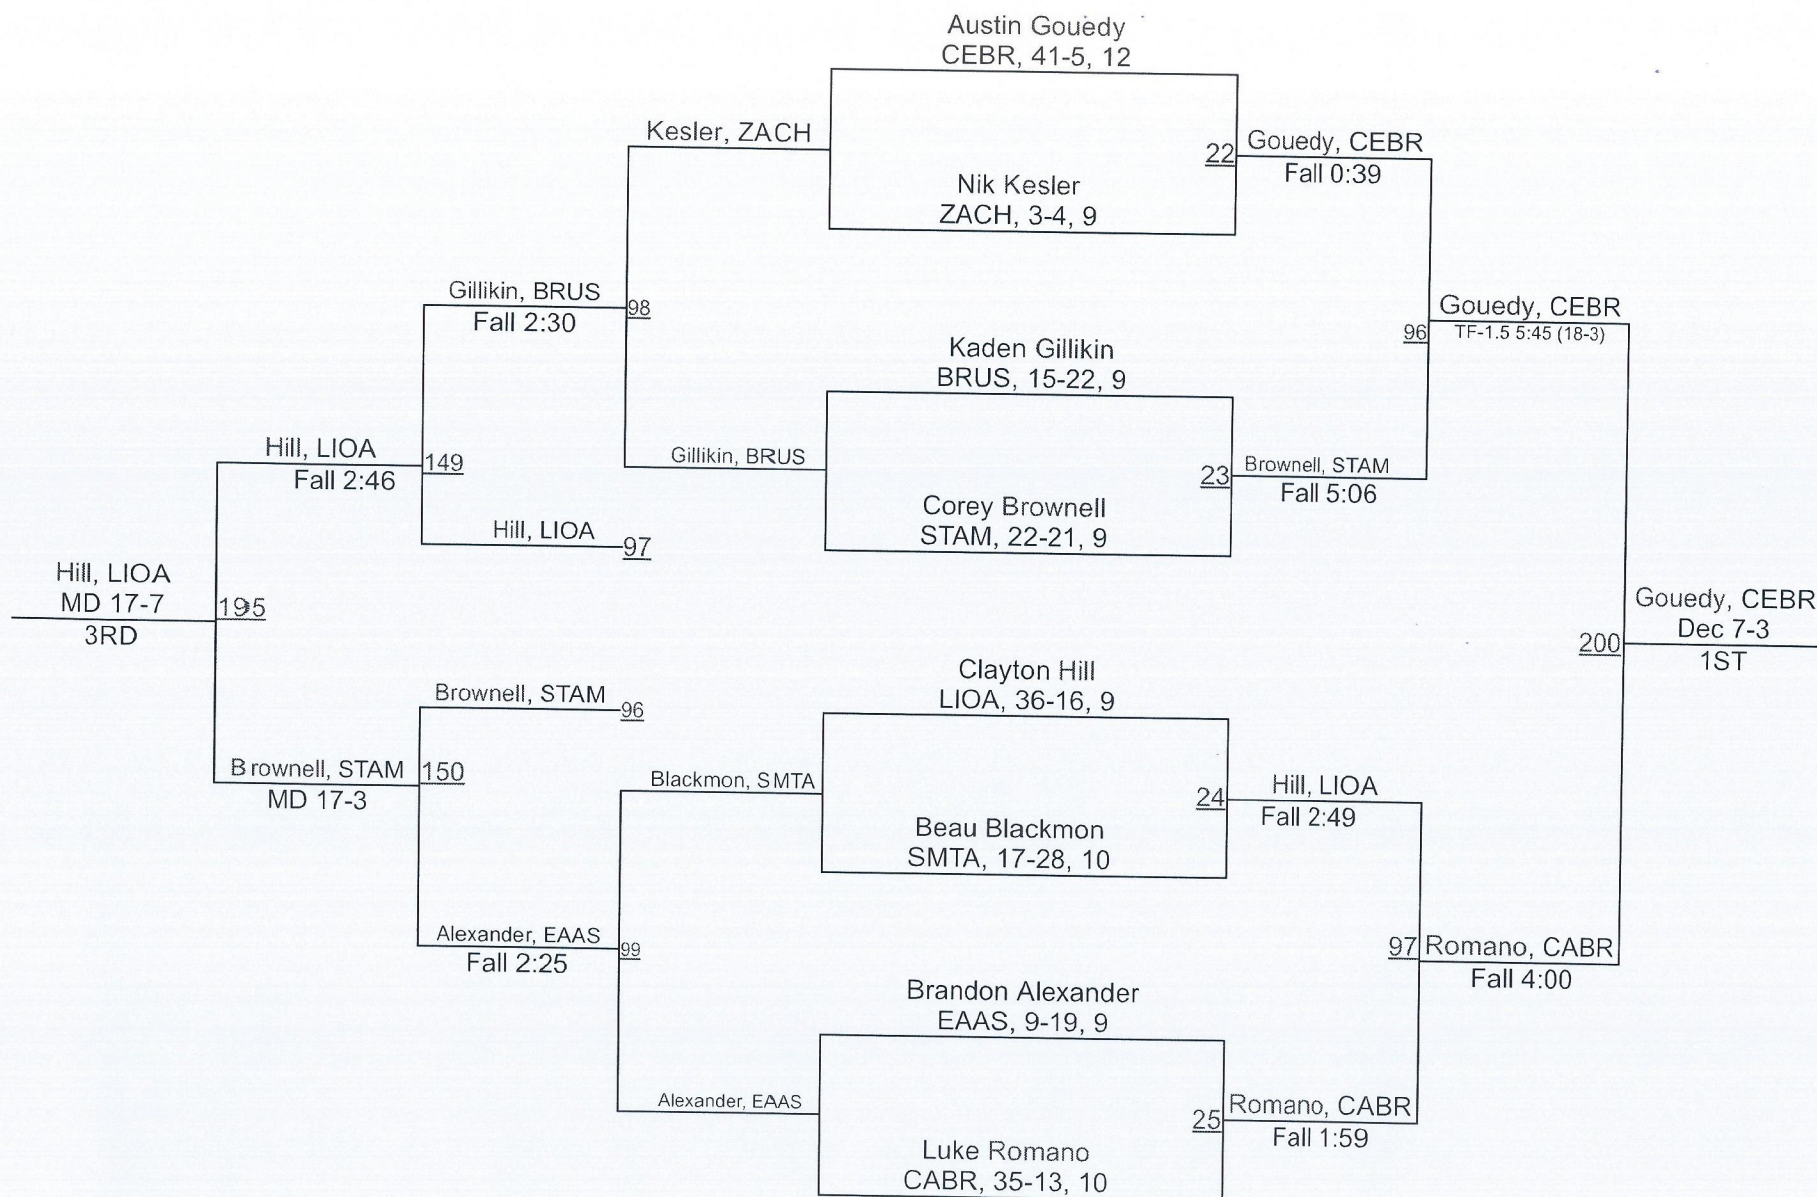 Austin Gouedy
CEBR, 41-5, 12
Kesler, ZACH
22
Gouedy, CEBR
Fall 0:39
Nik Kesler
ZACH, 3-4, 9
Gillikin, BRUS
Fall 2:30
98
Gouedy, CEBR
TF-1.5 5:45 (18-3)
96
Kaden Gillikin
BRUS, 15-22, 9
Hill, LIOA
Fall 2:46
149
Gillikin, BRUS
23
Brownell, STAM
Fall 5:06
Corey Brownell
STAM, 22-21, 9
Hill, LIOA
97
Hill, LIOA
MD 17-7
3RD
195
Gouedy, CEBR
Dec 7-3
1ST
200
Clayton Hill
LIOA, 36-16, 9
Brownell, STAM
96
Brownell, STAM
MD 17-3
150
Blackmon, SMTA
24
Hill, LIOA
Fall 2:49
Beau Blackmon
SMTA, 17-28, 10
Alexander, EAAS
Fall 2:25
99
97
Romano, CABR
Fall 4:00
Brandon Alexander
EAAS, 9-19, 9
Alexander, EAAS
25
Romano, CABR
Fall 1:59
Luke Romano
CABR, 35-13, 10